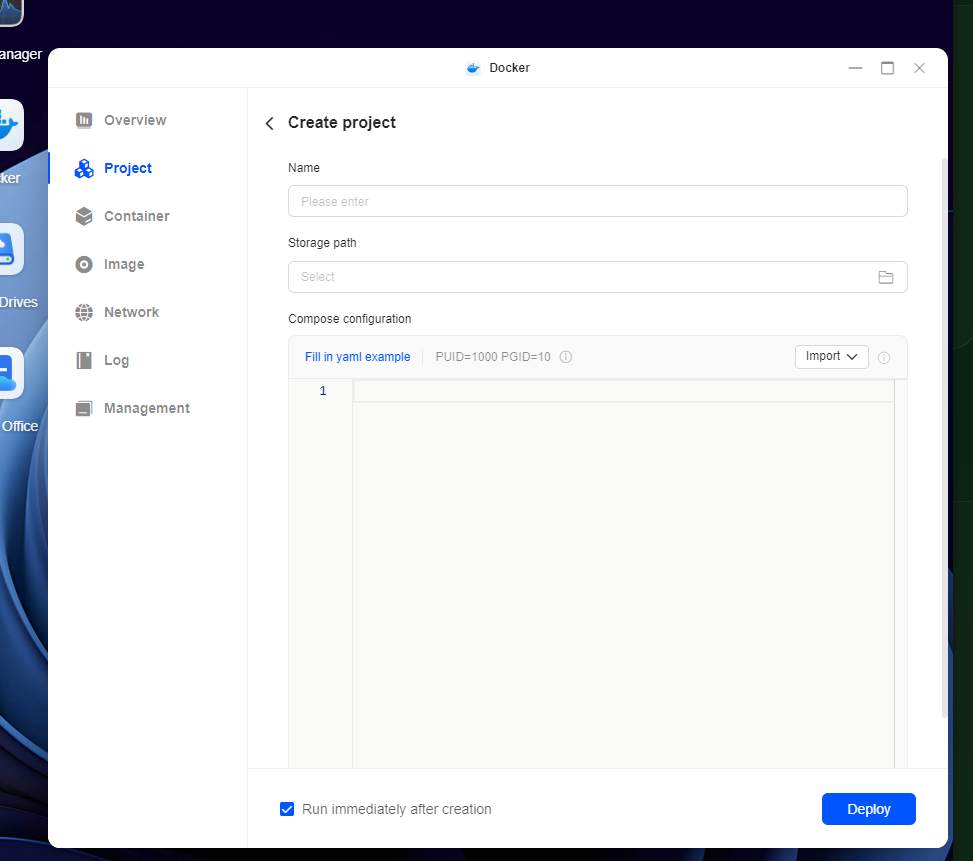 anager
Docker
Overview
Create project
Project
Name
ker
Please enter
Container
Storage path
Image
Select
Drives
Network
Compose configuration
Fill in yaml example
PUID=1000 PGID=10
Import
Log
1
Management
Office
Run immediately after creation
Deploy